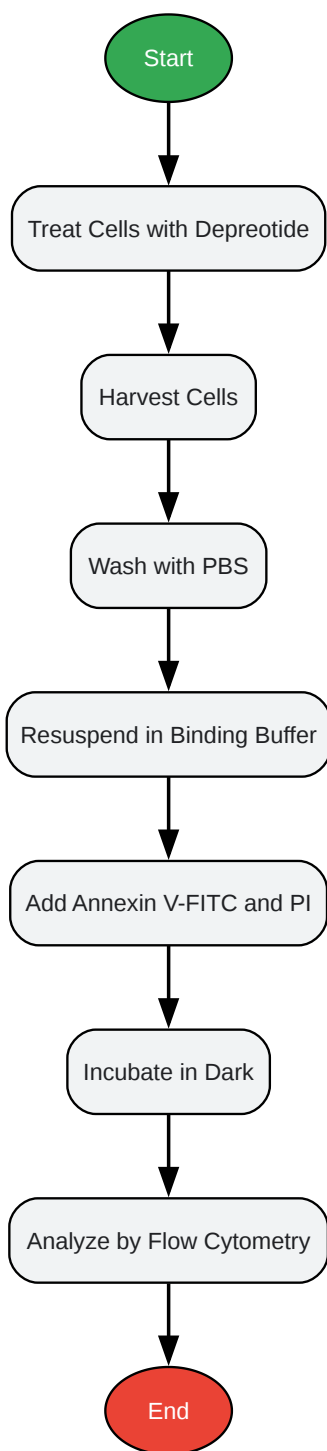 Start
Treat Cells with Depreotide
Harvest Cells
Wash with PBS
Resuspend in Binding Buffer
Add Annexin V-FITC and PI
Incubate in Dark
Analyze by Flow Cytometry
End